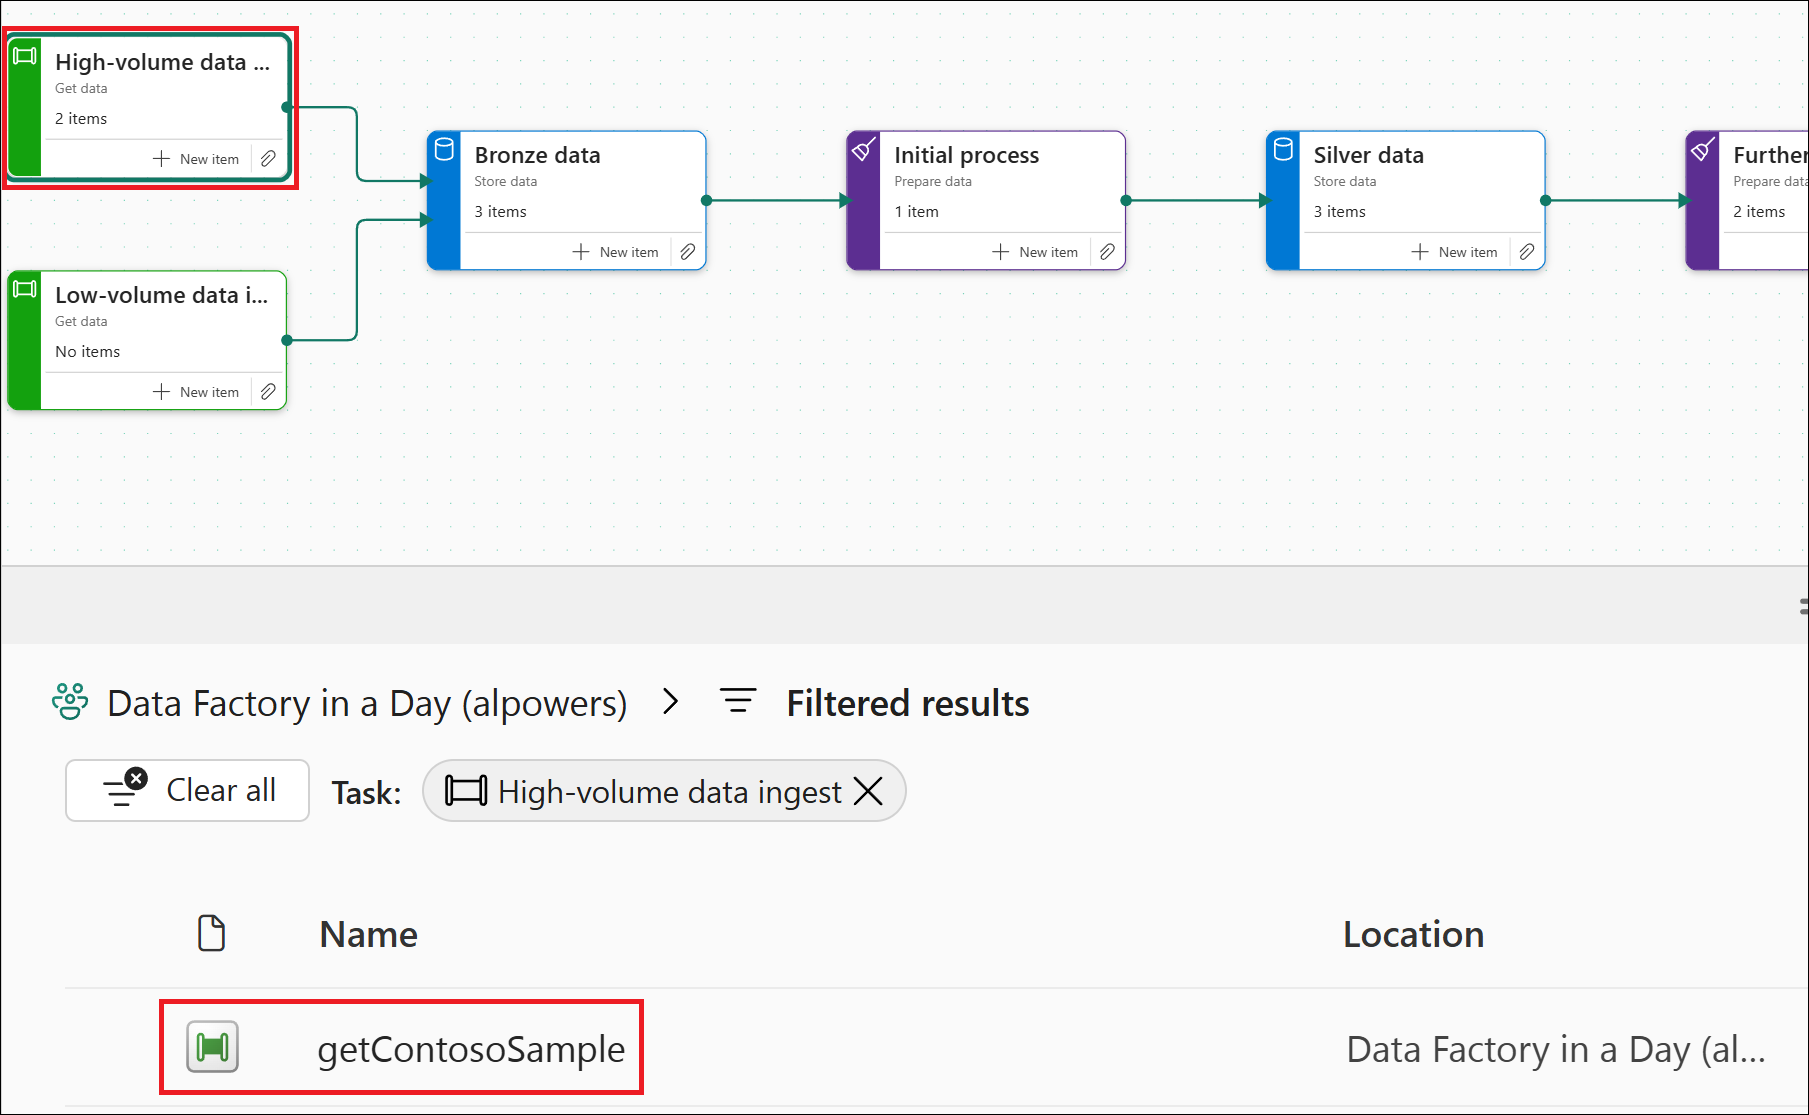 High-volume data ...
Get data
2 items
New item
Low-volume data i...
Get data
No items
New item
Bronze data
Store data
3 items
New item
Initial process
Prepare data
1 item
New item
Silver data
Store data
3 items
New item
Further
Prepare data
2 items
Data Factory in a Day (alpowers) > Filtered results
Clear all Task: High-volume data ingest
Name Location
getContosoSample Data Factory in a Day (al...